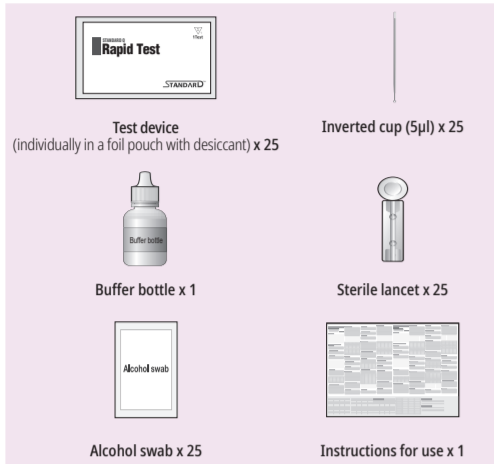 STANDARD Q
Rapid Test
1Test
STANDARD
Test device
(individually in a foil pouch with desiccant) x 25
Inverted cup (5μl) x 25
Buffer bottle
Buffer bottle x 1
Sterile lancet x 25
Alcohol swab
Alcohol swab x 25
Instructions for use x 1